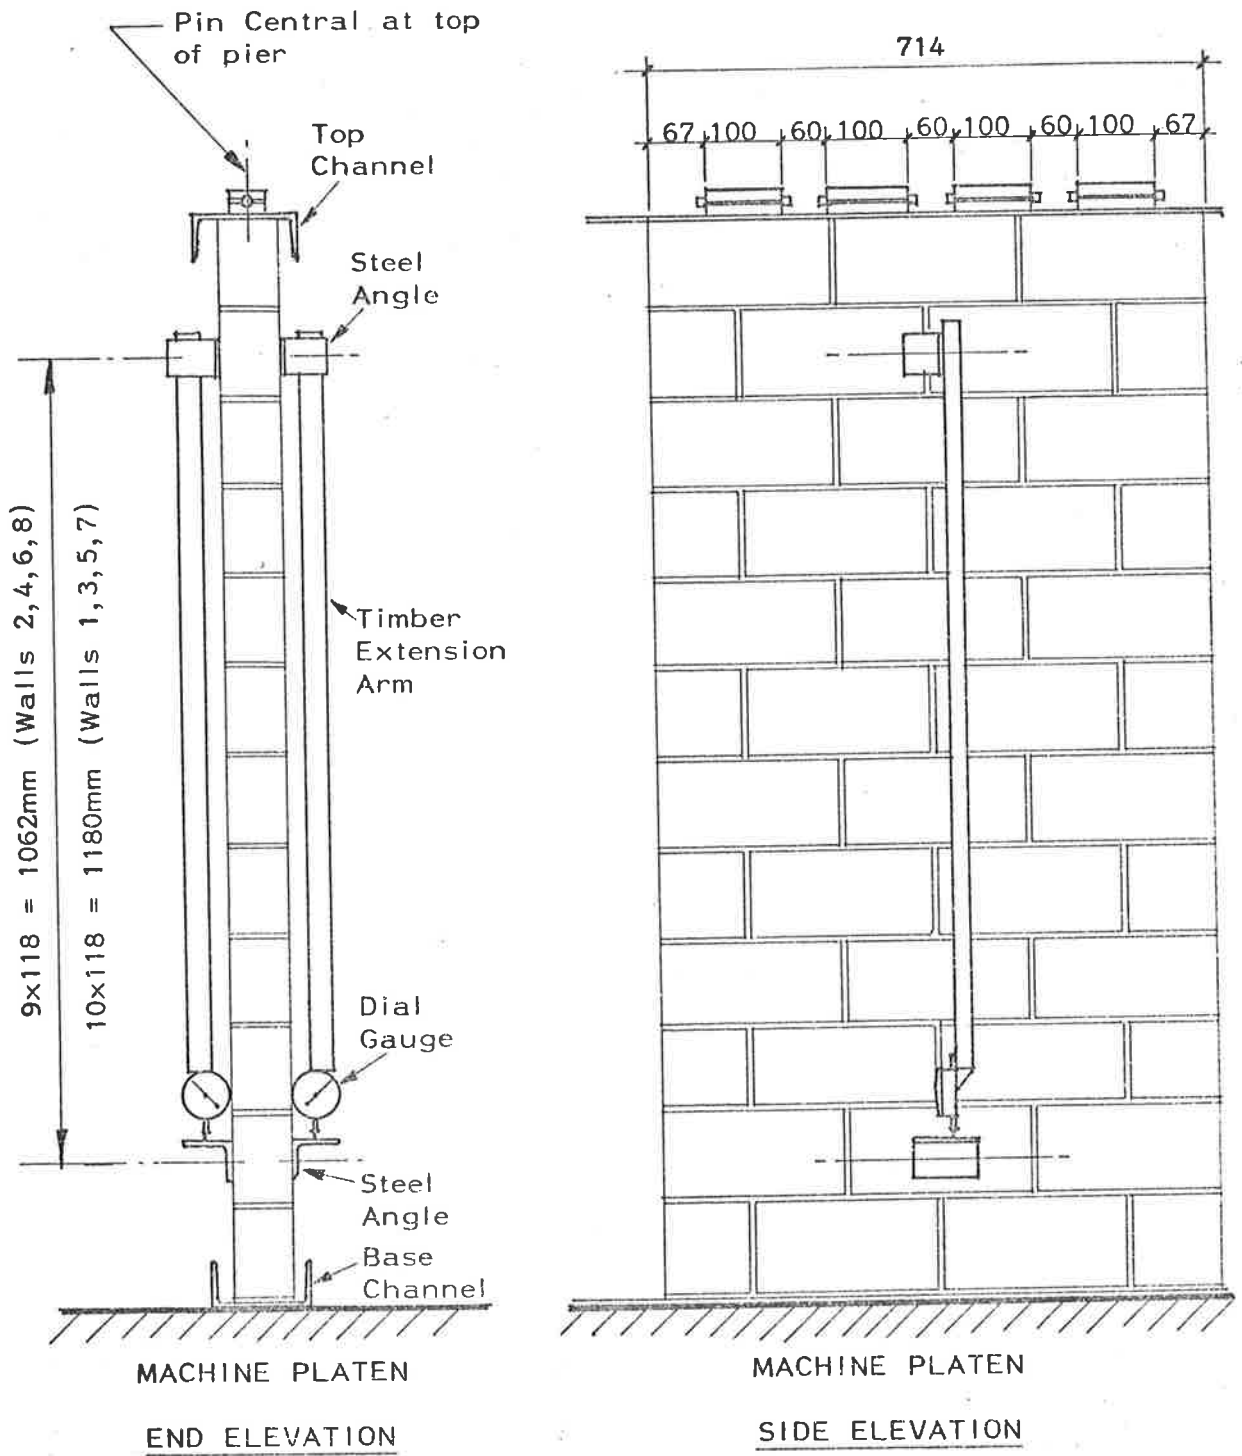 Pin Central at top
of pier
Top
Channel
Steel
Angle
9x118 = 1062mm (Walls 2,4,6,8)
10x118 = 1180mm (Walls 1,3,5,7)
Timber
Extension
Arm
Dial
Gauge
Steel
Angle
Base
Channel
MACHINE PLATEN
END ELEVATION
714
67 100 60 100 60 100 60 100 67
MACHINE PLATEN
SIDE ELEVATION